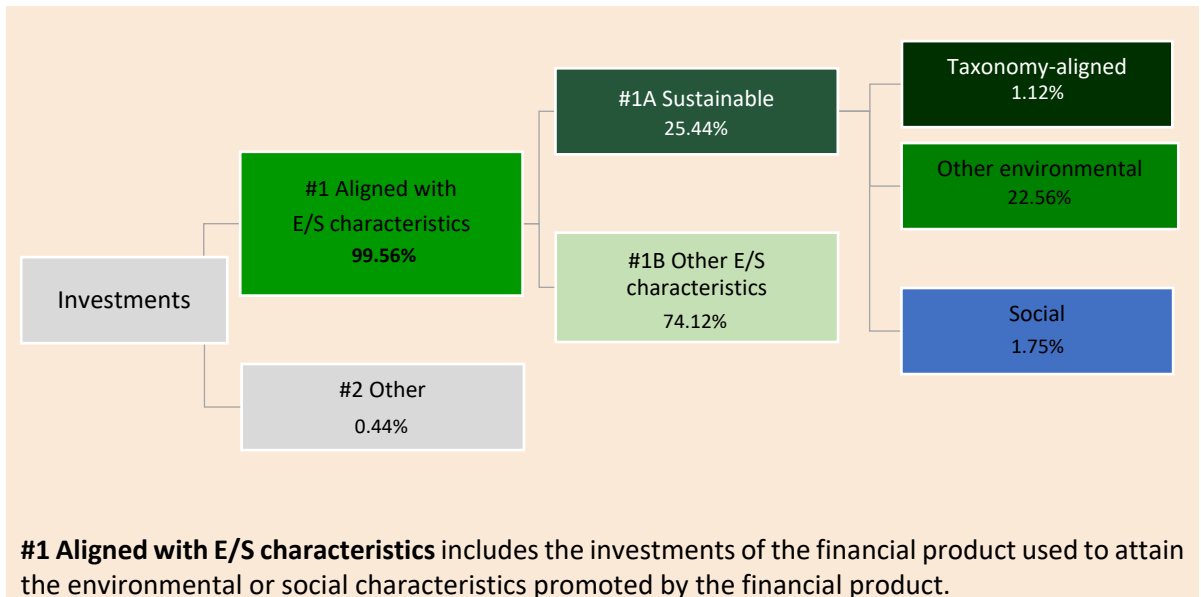 Investments
#1 Aligned with
E/S characteristics
99.56%
#2 Other
0.44%
#1A Sustainable
25.44%
#1B Other E/S
characteristics
74.12%
Taxonomy-aligned
1.12%
Other environmental
22.56%
Social
1.75%
#1 Aligned with E/S characteristics includes the investments of the financial product used to attain
the environmental or social characteristics promoted by the financial product.